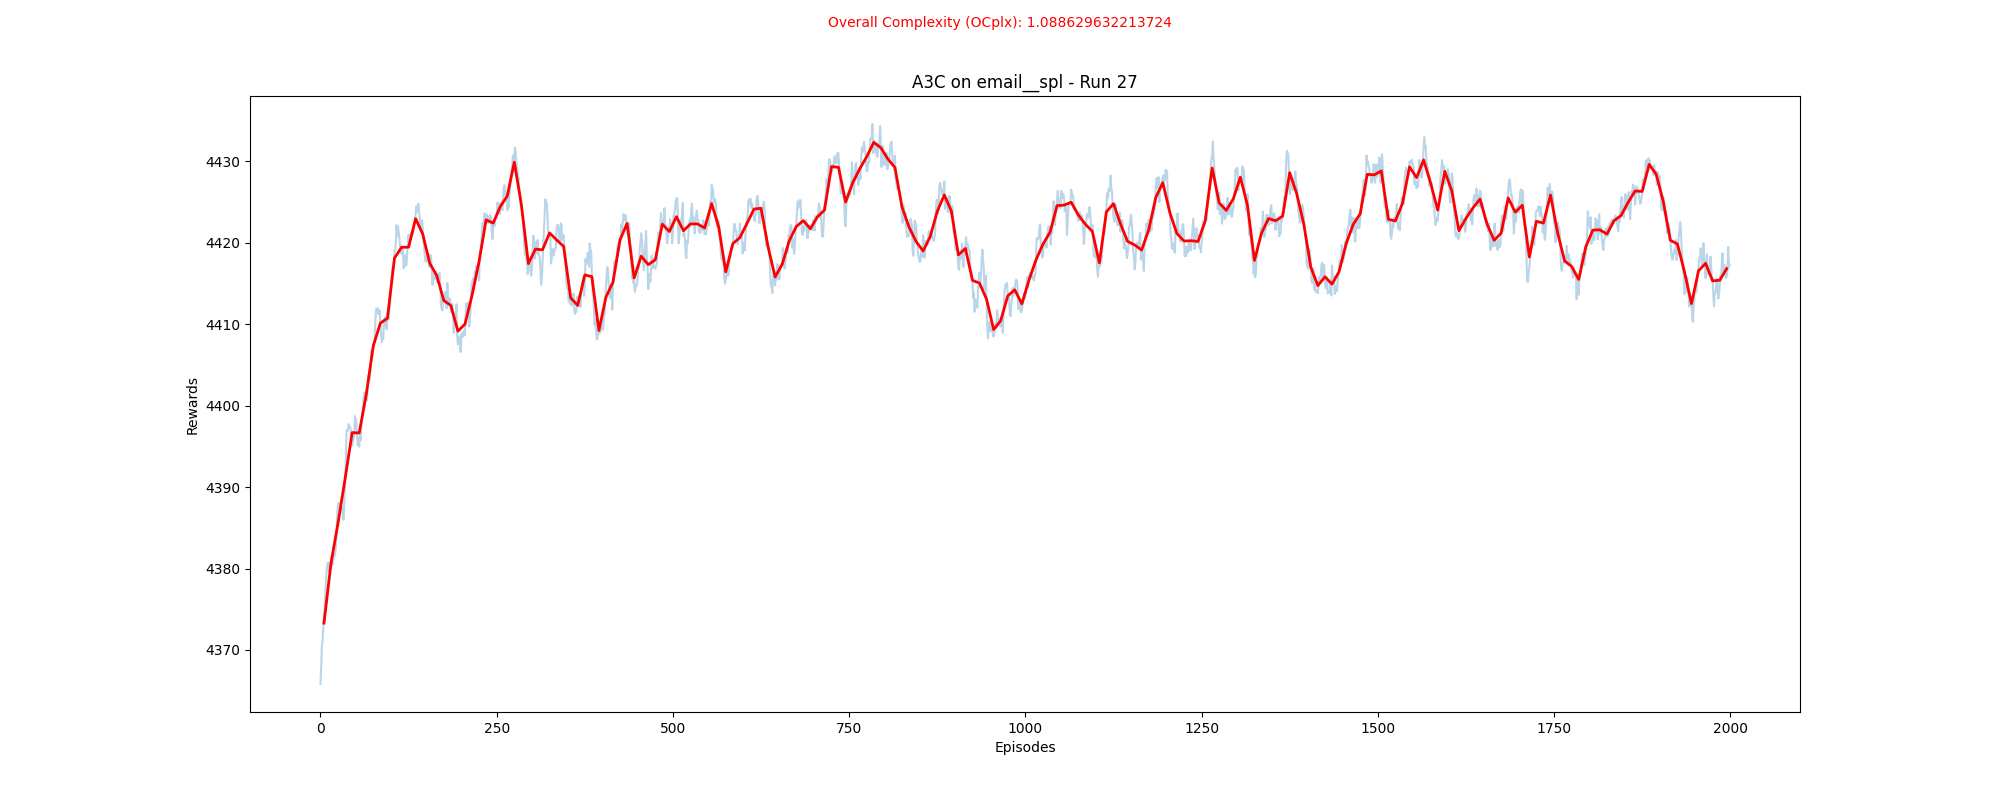 Overall Complexity (OCplx): 1.088629632213724
A3C on email__spl - Run 27
4430
4420
4410
4400
4390
4380
4370
Rewards
0 250 500 750 1000 1250 1500 1750 2000
Episodes